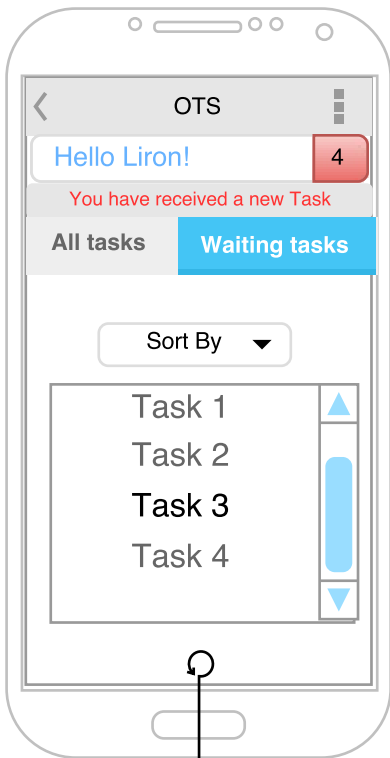 OTS
Hello Liron! 4
You have received a new Task
All tasks Waiting tasks
Sort By
Task 1
Task 2
Task 3
Task 4